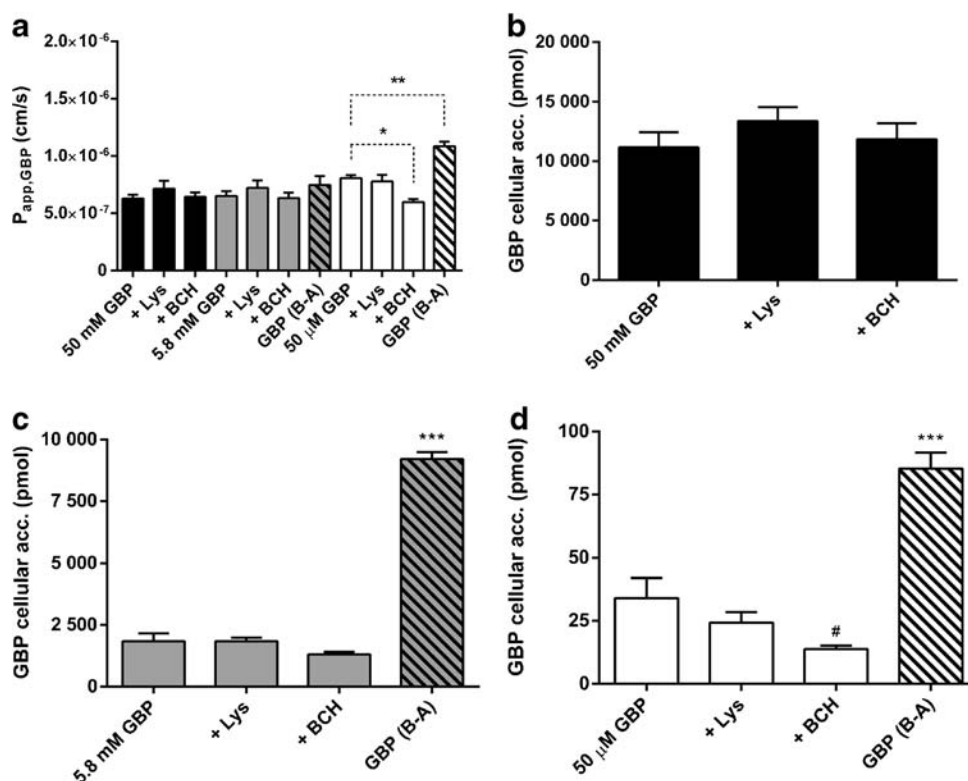 a
P_app,GBP (cm/s)
2.0×10⁻⁶
1.5×10⁻⁶
1.0×10⁻⁶
5.0×10⁻⁷
0
**
*
50 mM GBP
+ Lys
+ BCH
5.8 mM GBP
+ Lys
+ BCH
GBP (B-A)
50 μM GBP
+ Lys
+ BCH
GBP (B-A)
b
GBP cellular acc. (pmol)
20 000
15 000
10 000
5 000
0
50 mM GBP
+ Lys
+ BCH
c
GBP cellular acc. (pmol)
10 000
7 500
5 000
2 500
0
***
5.8 mM GBP
+ Lys
+ BCH
GBP (B-A)
d
GBP cellular acc. (pmol)
100
75
50
25
0
#
***
50 μM GBP
+ Lys
+ BCH
GBP (B-A)